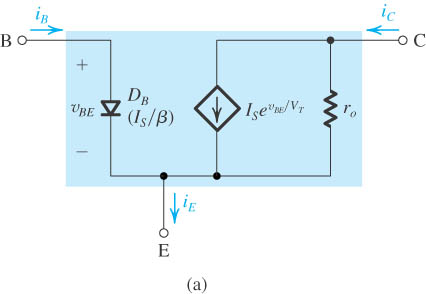 i_B
i_C
B
C
+
v_BE
D_B
(I_S/β)
I_S e^{v_BE/V_T}
r_o
−
i_E
E
(a)